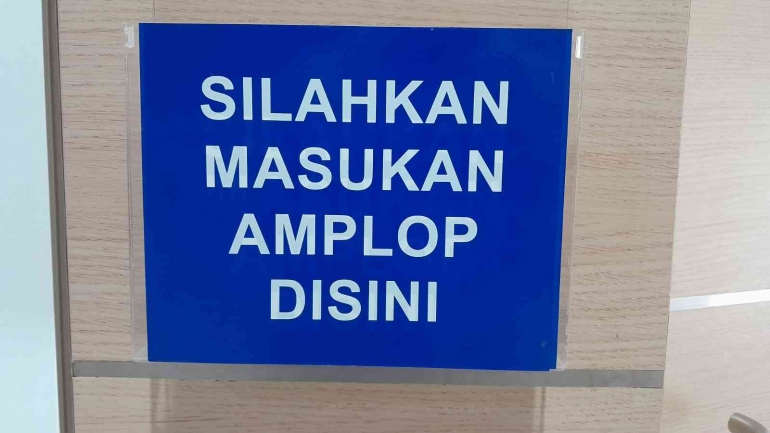 SILAHKAN
MASUKAN
AMPLOP
DISINI